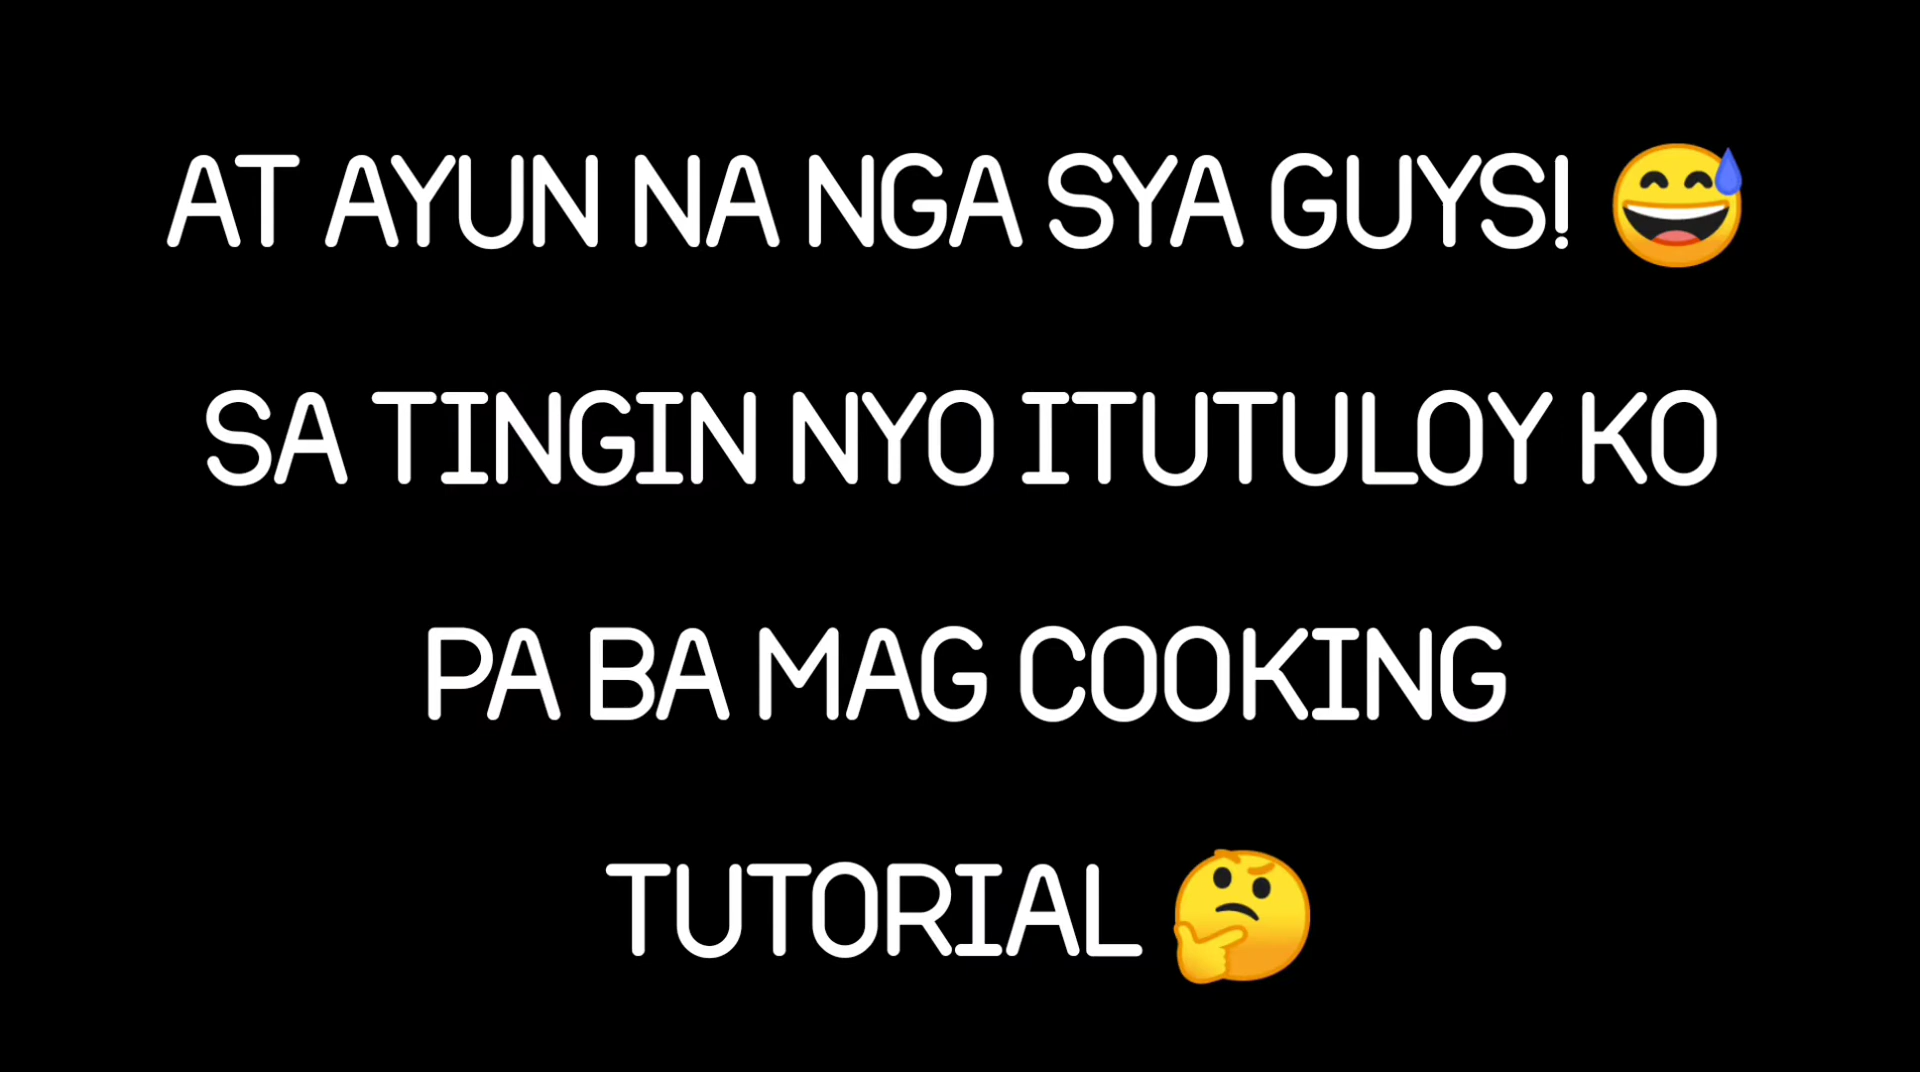 AT AYUN NA NGA SYA GUYS! 😅
SA TINGIN NYO ITUTULOY KO
PA BA MAG COOKING
TUTORIAL 🤔